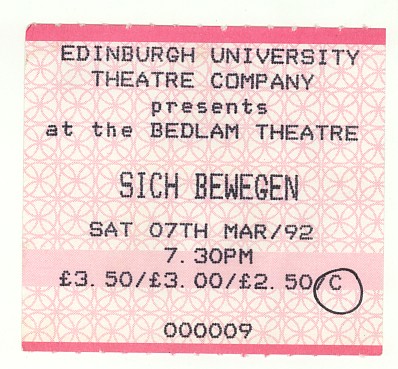 EDINBURGH UNIVERSITY
THEATRE COMPANY
presents
at the BEDLAM THEATRE
SICH BEWEGEN
SAT 07TH MAR/92
7.30PM
£3.50/£3.00/£2.50/C
000009